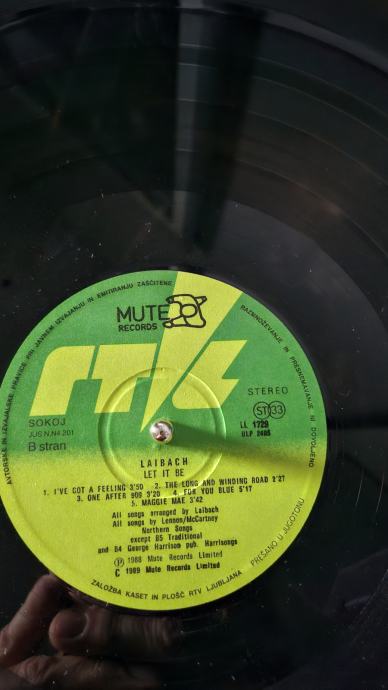 AVTORSKE IN IZVAJALSKE PRAVICE PRI JAVNEM IZVAJANJU IN EMITIRANJU ZAŠČITENE
RAZMNOŽEVANJE IN PRESNEMAVANJE NI DOVOLJENO
MUTE
RECORDS
rtlj
SOKOJ
JUS N.N4.201
B stran
STEREO
ST 33
LL 1729
ULP 2485
LAIBACH
LET IT BE
1. I'VE GOT A FEELING 3'50 2. THE LONG AND WINDING ROAD 2'27
3. ONE AFTER 909 3'20 4. FOR YOU BLUE 5'17
5. MAGGIE MAE 3'42
All songs arranged by Laibach
All songs by Lennon/McCartney
Northern Songs
except B5 Traditional
and B4 George Harrison pub. Harrisongs
P 1988 Mute Records Limited
C 1989 Mute Records Limited
ZALOŽBA KASET IN PLOŠČ RTV LJUBLJANA
PREŠANO U JUGOTONU